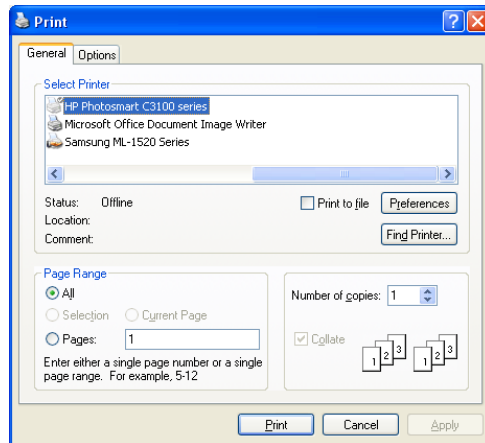 Print
General
Options
Select Printer
HP Photosmart C3100 series
Microsoft Office Document Image Writer
Samsung ML-1520 Series
Status: Offline
Print to file
Preferences
Location:
Comment:
Find Printer...
Page Range
All
Selection
Current Page
Pages: 1
Enter either a single page number or a single
page range. For example, 5-12
Number of copies: 1
Collate
1 2 3 1 2 3
Print
Cancel
Apply